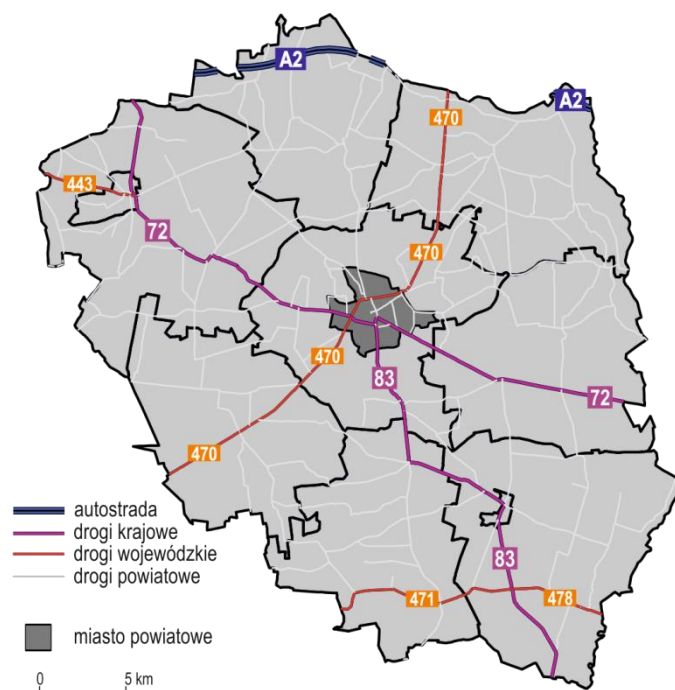 A2
A2
470
443
72
470
470
83
72
470
autostrada
drogi krajowe
drogi wojewódzkie
drogi powiatowe
83
471
478
miasto powiatowe
0 5 km